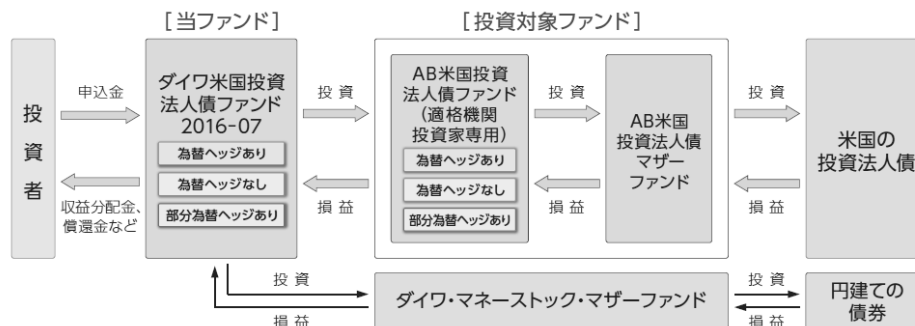 [当ファンド]
[投資対象ファンド]
投資者
申込金
収益分配金、
償還金など
ダイワ米国投資
法人債ファンド
2016-07
為替ヘッジあり
為替ヘッジなし
部分為替ヘッジあり
投資
損益
AB米国投資
法人債ファンド
(適格機関
投資家専用)
為替ヘッジあり
為替ヘッジなし
部分為替ヘッジあり
投資
損益
AB米国
投資法人債
マザー
ファンド
投資
損益
米国の
投資法人債
投資
損益
ダイワ・マネーストック・マザーファンド
投資
損益
円建ての
債券